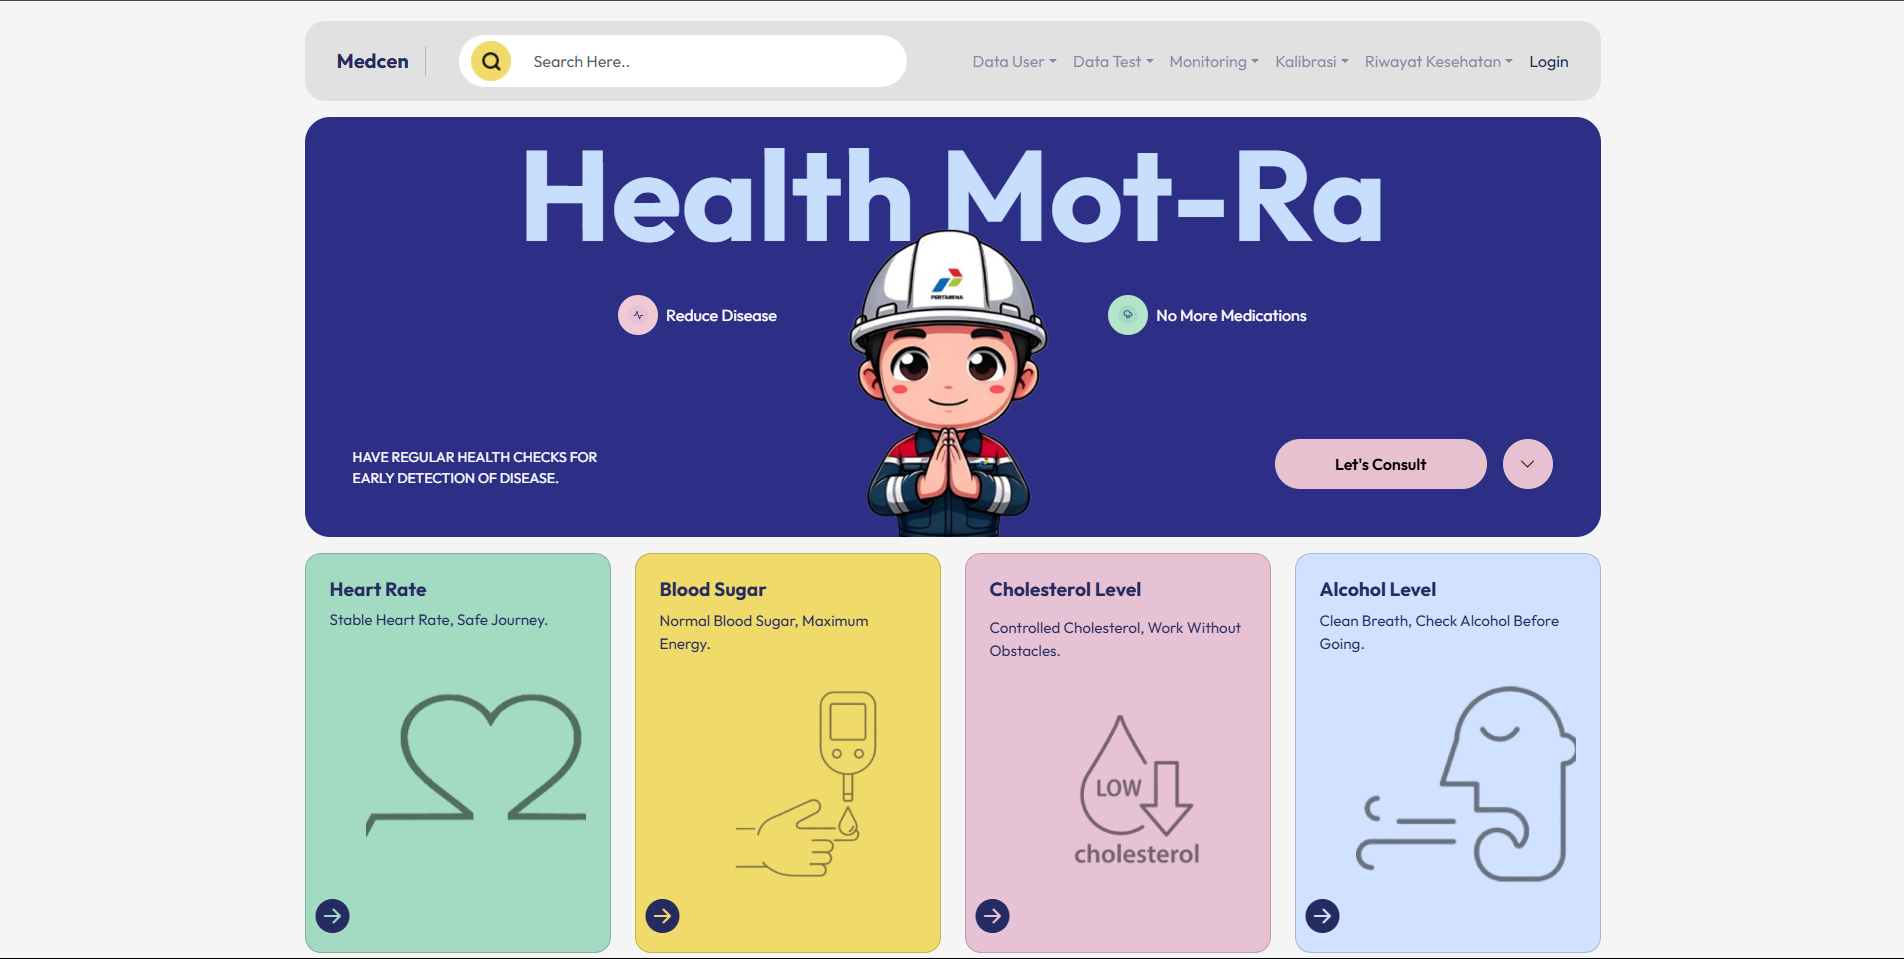 Medcen
Search Here..
Data User
Data Test
Monitoring
Kalibrasi
Riwayat Kesehatan
Login
Health Mot-Ra
PERTAMINA
Reduce Disease
No More Medications
HAVE REGULAR HEALTH CHECKS FOR
EARLY DETECTION OF DISEASE.
Let's Consult
Heart Rate
Stable Heart Rate, Safe Journey.
Blood Sugar
Normal Blood Sugar, Maximum
Energy.
Cholesterol Level
Controlled Cholesterol, Work Without
Obstacles.
LOW
cholesterol
Alcohol Level
Clean Breath, Check Alcohol Before
Going.